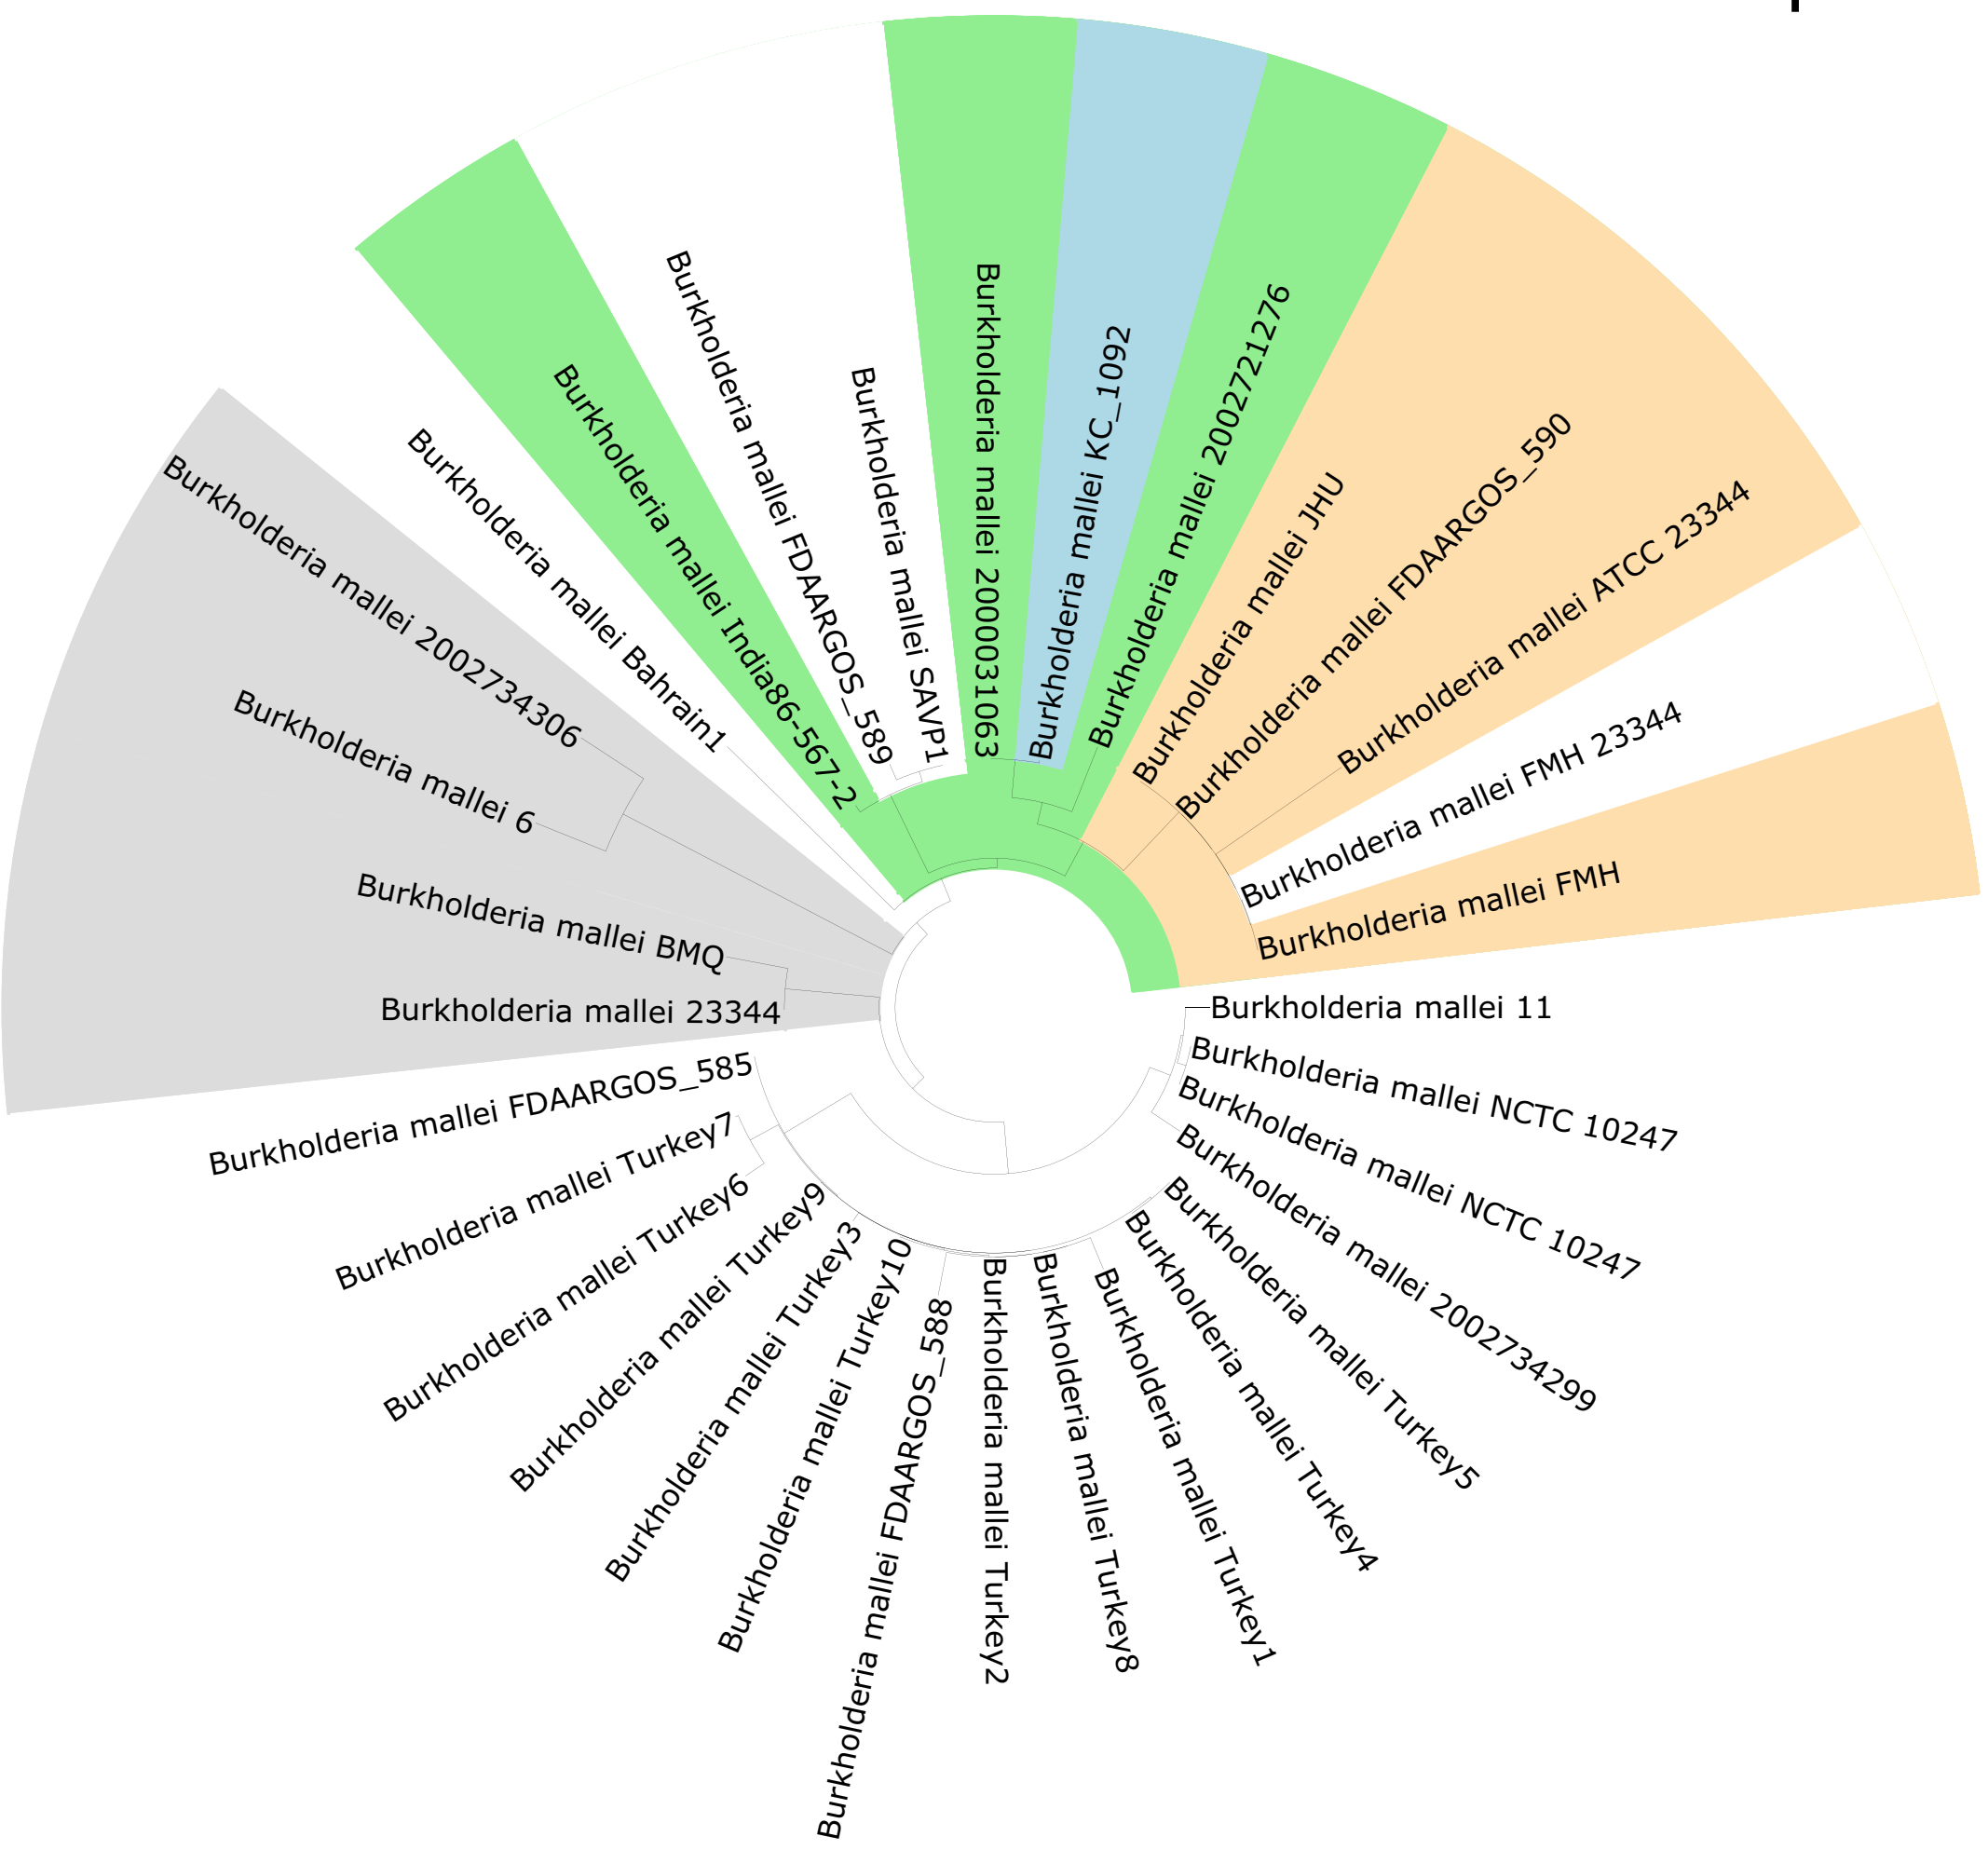 Burkholderia mallei 2002734306
Burkholderia mallei Bahrain1
Burkholderia mallei India86-567-2
Burkholderia mallei FDAARGOS_589
Burkholderia mallei SAVP1
Burkholderia mallei 2000031063
Burkholderia mallei KC_1092
Burkholderia mallei 2002721276
Burkholderia mallei JHU
Burkholderia mallei FDAARGOS_590
Burkholderia mallei ATCC 23344
Burkholderia mallei FMH 23344
Burkholderia mallei FMH
Burkholderia mallei 11
Burkholderia mallei NCTC 10247
Burkholderia mallei NCTC 10247
Burkholderia mallei 2002734299
Burkholderia mallei Turkey5
Burkholderia mallei Turkey4
Burkholderia mallei Turkey1
Burkholderia mallei Turkey8
Burkholderia mallei Turkey2
Burkholderia mallei FDAARGOS_588
Burkholderia mallei Turkey10
Burkholderia mallei Turkey3
Burkholderia mallei Turkey9
Burkholderia mallei Turkey6
Burkholderia mallei Turkey7
Burkholderia mallei FDAARGOS_585
Burkholderia mallei 23344
Burkholderia mallei BMQ
Burkholderia mallei 6